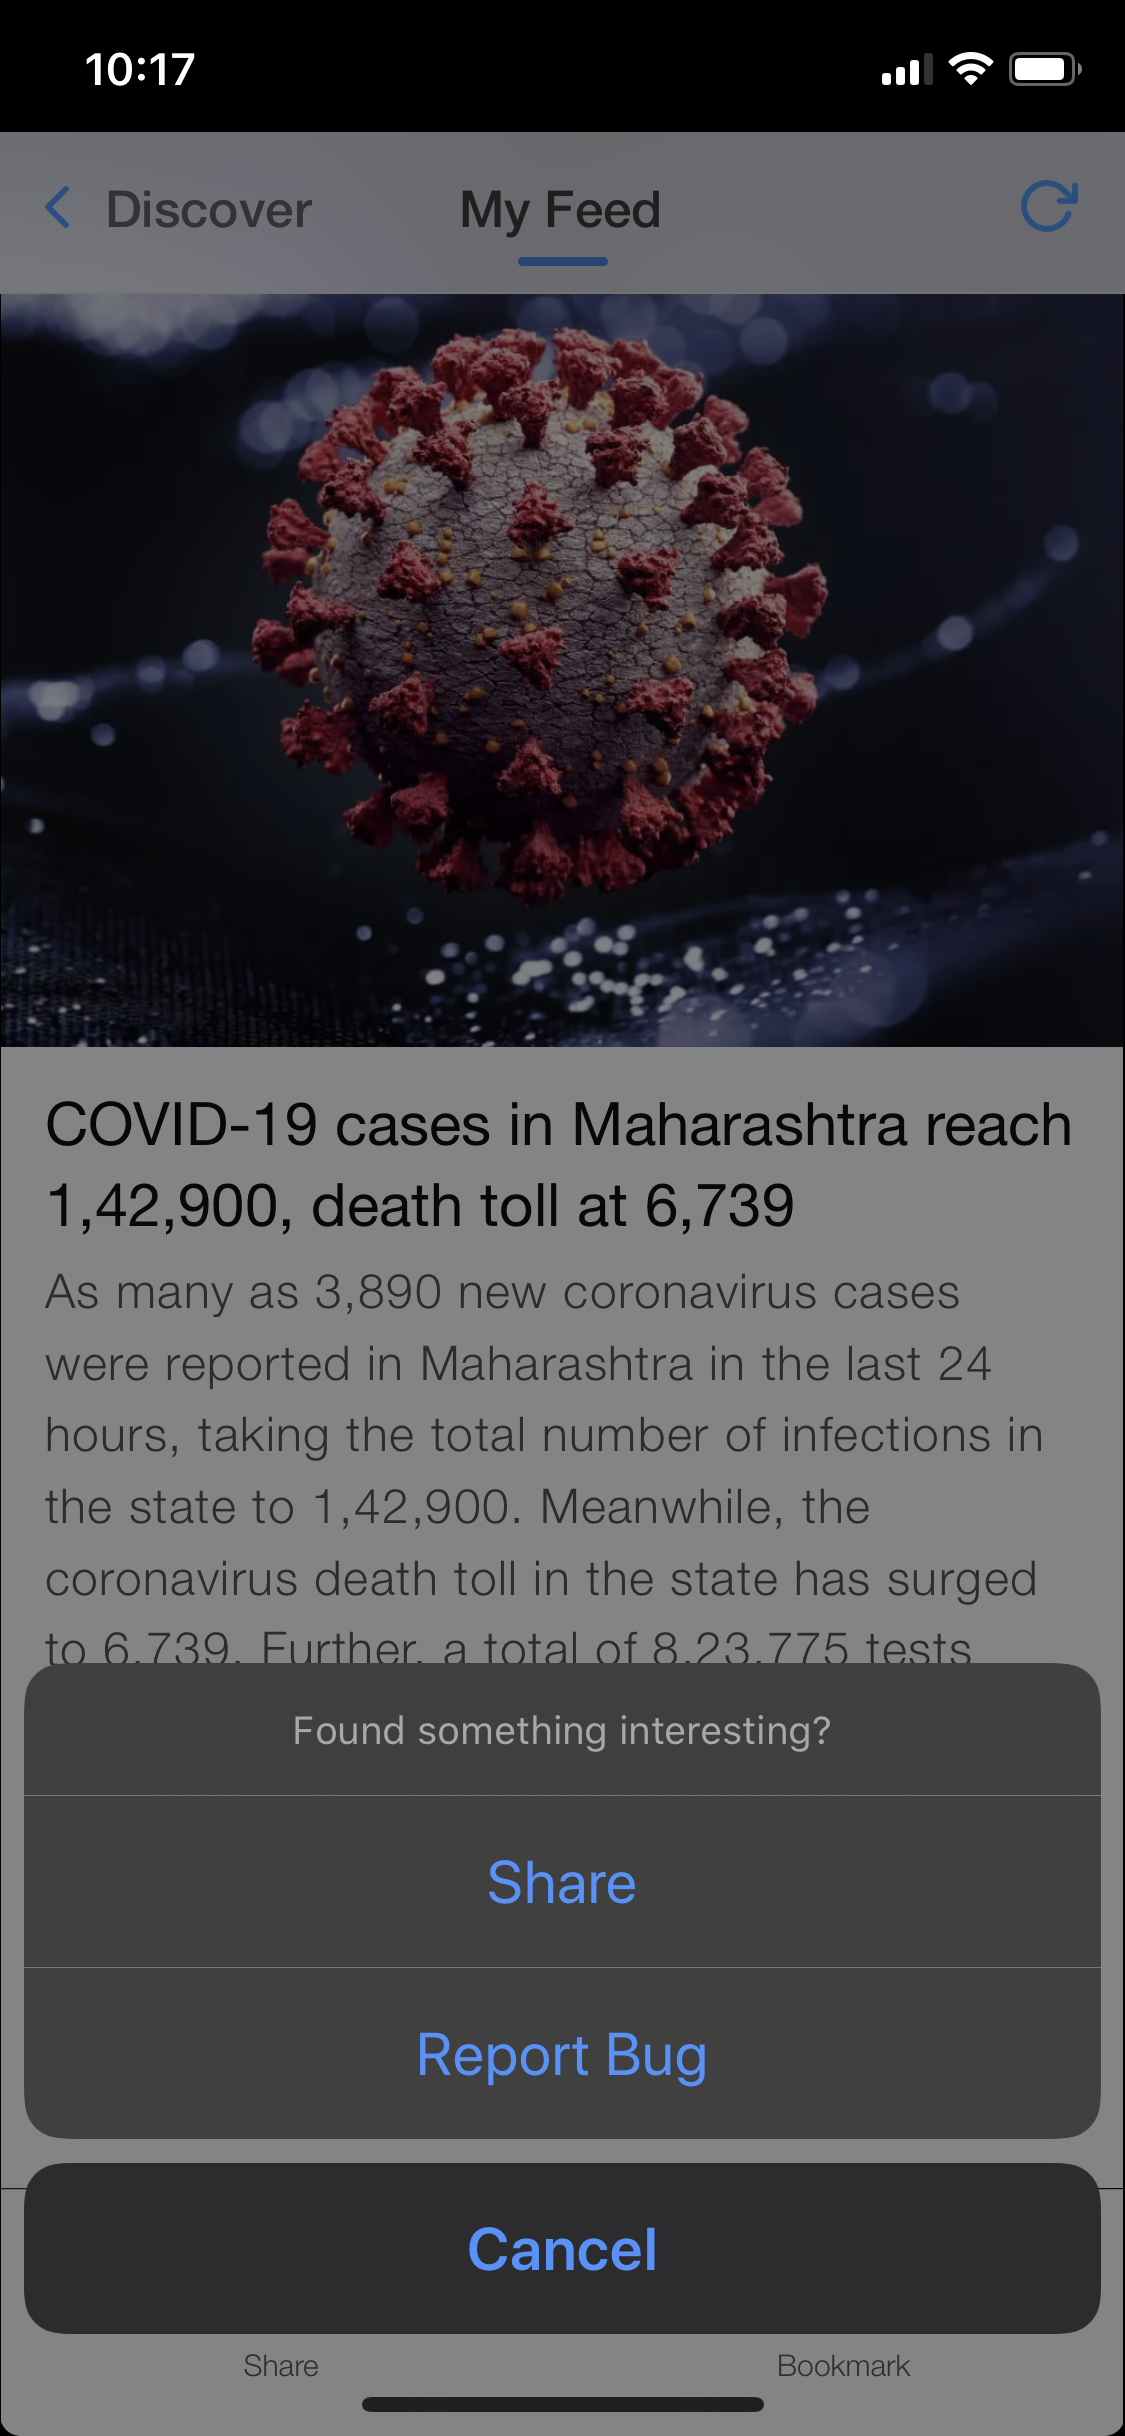 10:17
Discover
My Feed
COVID-19 cases in Maharashtra reach
1,42,900, death toll at 6,739
As many as 3,890 new coronavirus cases
were reported in Maharashtra in the last 24
hours, taking the total number of infections in
the state to 1,42,900. Meanwhile, the
coronavirus death toll in the state has surged
to 6,739. Further, a total of 8,23,775 tests
Found something interesting?
Share
Report Bug
Cancel
Share
Bookmark